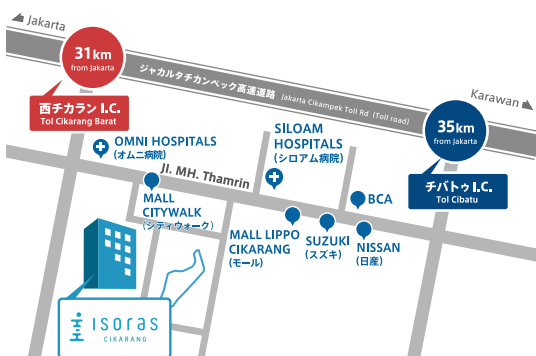 Jakarta
31km
from Jakarta
西チカラン I.C.
Tol Cikarang Barat
ジャカルタチカンペック高速道路 Jakarta Cikampek Toll Rd (Toll road)
Karawan
35km
from Jakarta
チバトゥ I.C.
Tol Cibatu
OMNI HOSPITALS
(オムニ病院)
SILOAM
HOSPITALS
(シロアム病院)
Jl. MH. Thamrin
MALL
CITYWALK
(シティウォーク)
BCA
MALL LIPPO
CIKARANG
(モール)
SUZUKI
(スズキ)
NISSAN
(日産)
isoras
CIKARANG